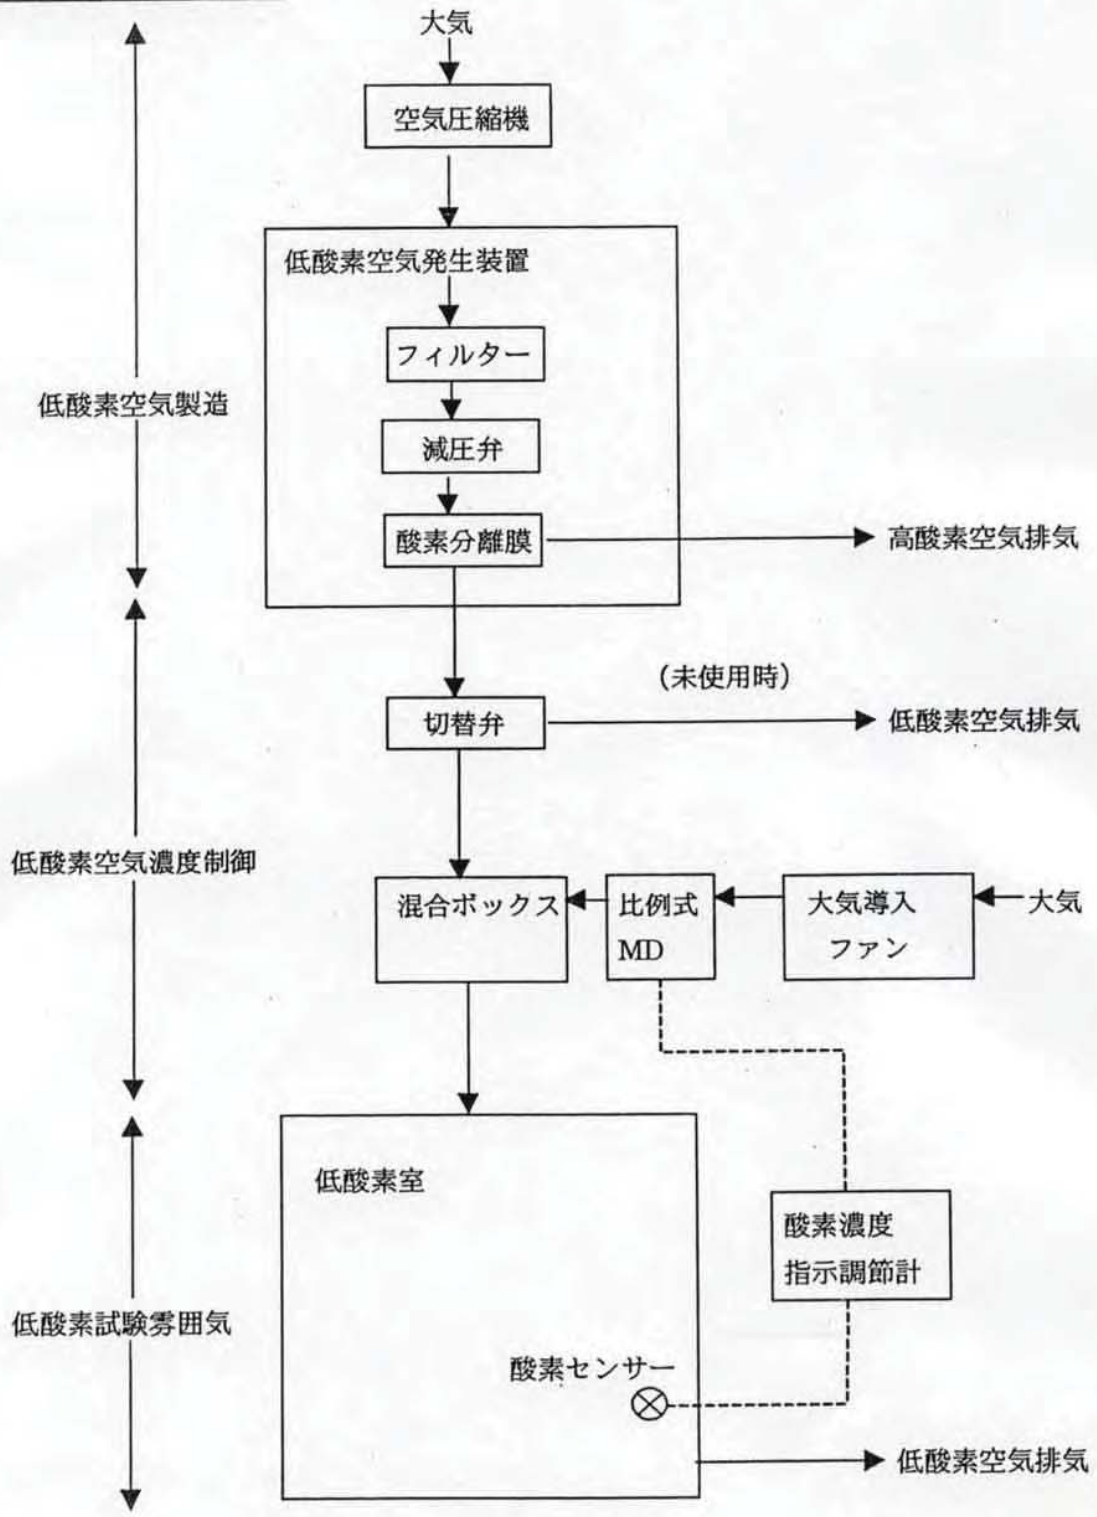 大気
空気圧縮機
低酸素空気発生装置
フィルター
低酸素空気製造
減圧弁
酸素分離膜
高酸素空気排気
(未使用時)
切替弁
低酸素空気排気
低酸素空気濃度制御
混合ボックス
比例式
MD
大気導入
ファン
大気
低酸素室
酸素濃度
指示調節計
低酸素試験雰囲気
酸素センサー
低酸素空気排気